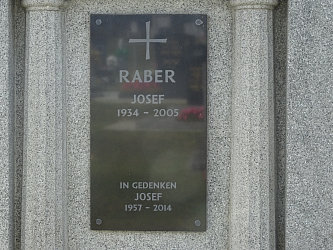 RABER
JOSEF
1934 - 2005
IN GEDENKEN
JOSEF
1957 - 2014